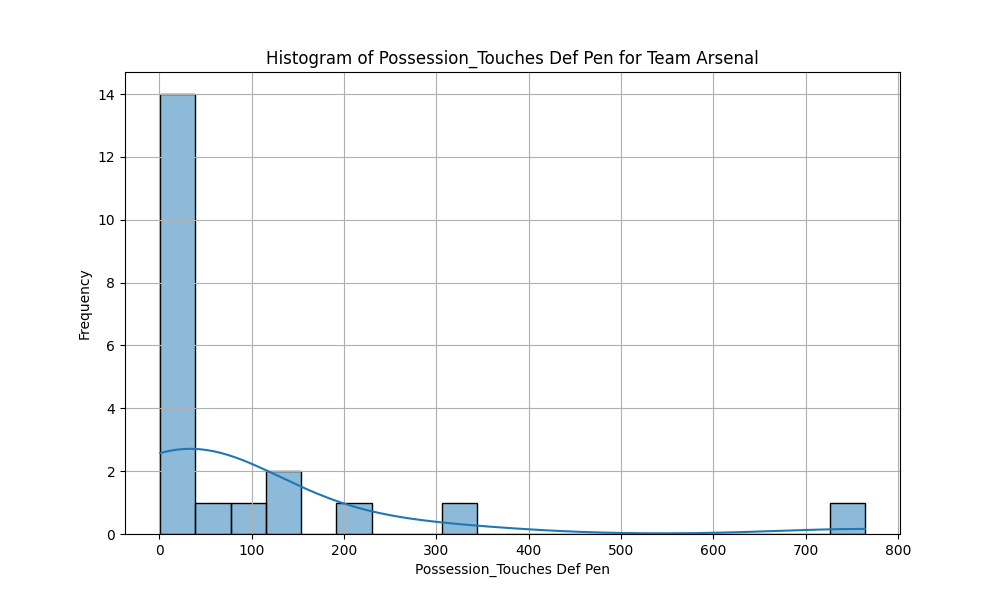 Histogram of Possession_Touches Def Pen for Team Arsenal
14
12
10
8
6
4
2
0
Frequency
0 100 200 300 400 500 600 700 800
Possession_Touches Def Pen